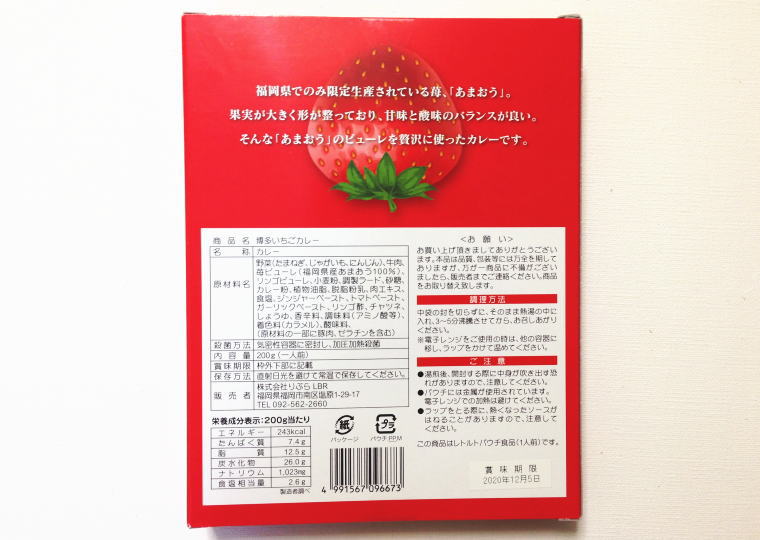 福岡県でのみ限定生産されている苺、「あまおう」。
果実が大きく形が整っており、甘味と酸味のバランスが良い。
そんな「あまおう」のピューレを贅沢に使ったカレーです。
商品名 博多いちごカレー
名称 カレー
原材料名 野菜(たまねぎ、じゃがいも、にんじん)、牛肉、
苺ピューレ(福岡県産あまおう100%)、
リンゴピューレ、小麦粉、調製ラード、砂糖、
カレー粉、植物油脂、脱脂粉乳、肉エキス、
食塩、ジンジャーペースト、トマトペースト、
ガーリックペースト、リンゴ酢、チャツネ、
しょうゆ、香辛料、調味料(アミノ酸等)、
着色料(カラメル)、酸味料、
(原材料の一部に豚肉、ゼラチンを含む)
殺菌方法 気密性容器に密封し、加圧加熱殺菌
内容量 200g(一人前)
賞味期限 枠外下部に記載
保存方法 直射日光を避けて常温で保存してください。
販売者 株式会社りぶら LBR
福岡県福岡市南区塩原1-29-17
TEL 092-562-2660
栄養成分表示:200g当たり
エネルギー 243kcal
たんぱく質 7.4g
脂質 12.5g
炭水化物 26.0g
ナトリウム 1,023mg
食塩相当量 2.6g
製造者調べ
紙
パッケージ
プラ
パウチ:PP,M
4 991567 096673
<お願い>
お買い上げ頂きましてありがとうござい
ます。本品は品質、包装等には万全を期して
ありますが、万が一商品に不備がござい
ましたら、販売者までご連絡ください。商品
をお取り替え致します。
調理方法
中袋の封を切らずに、そのまま熱湯の中に
入れ、3〜5分沸騰させてから、お召しあがり
ください。
※電子レンジをご使用の時は、他の容器に
移し、ラップをかけて温めてください。
ご注意
●湯煎後、開封する際に中身が吹き出す恐
れがありますので、注意してください。
●パウチには金属が使用されています。
電子レンジでの加熱は避けてください。
●ラップをとる際に、熱くなったソースが
はねることがありますので、注意して
ください。
この商品はレトルトパウチ食品(1人前)です。
賞味期限
2020年12月5日